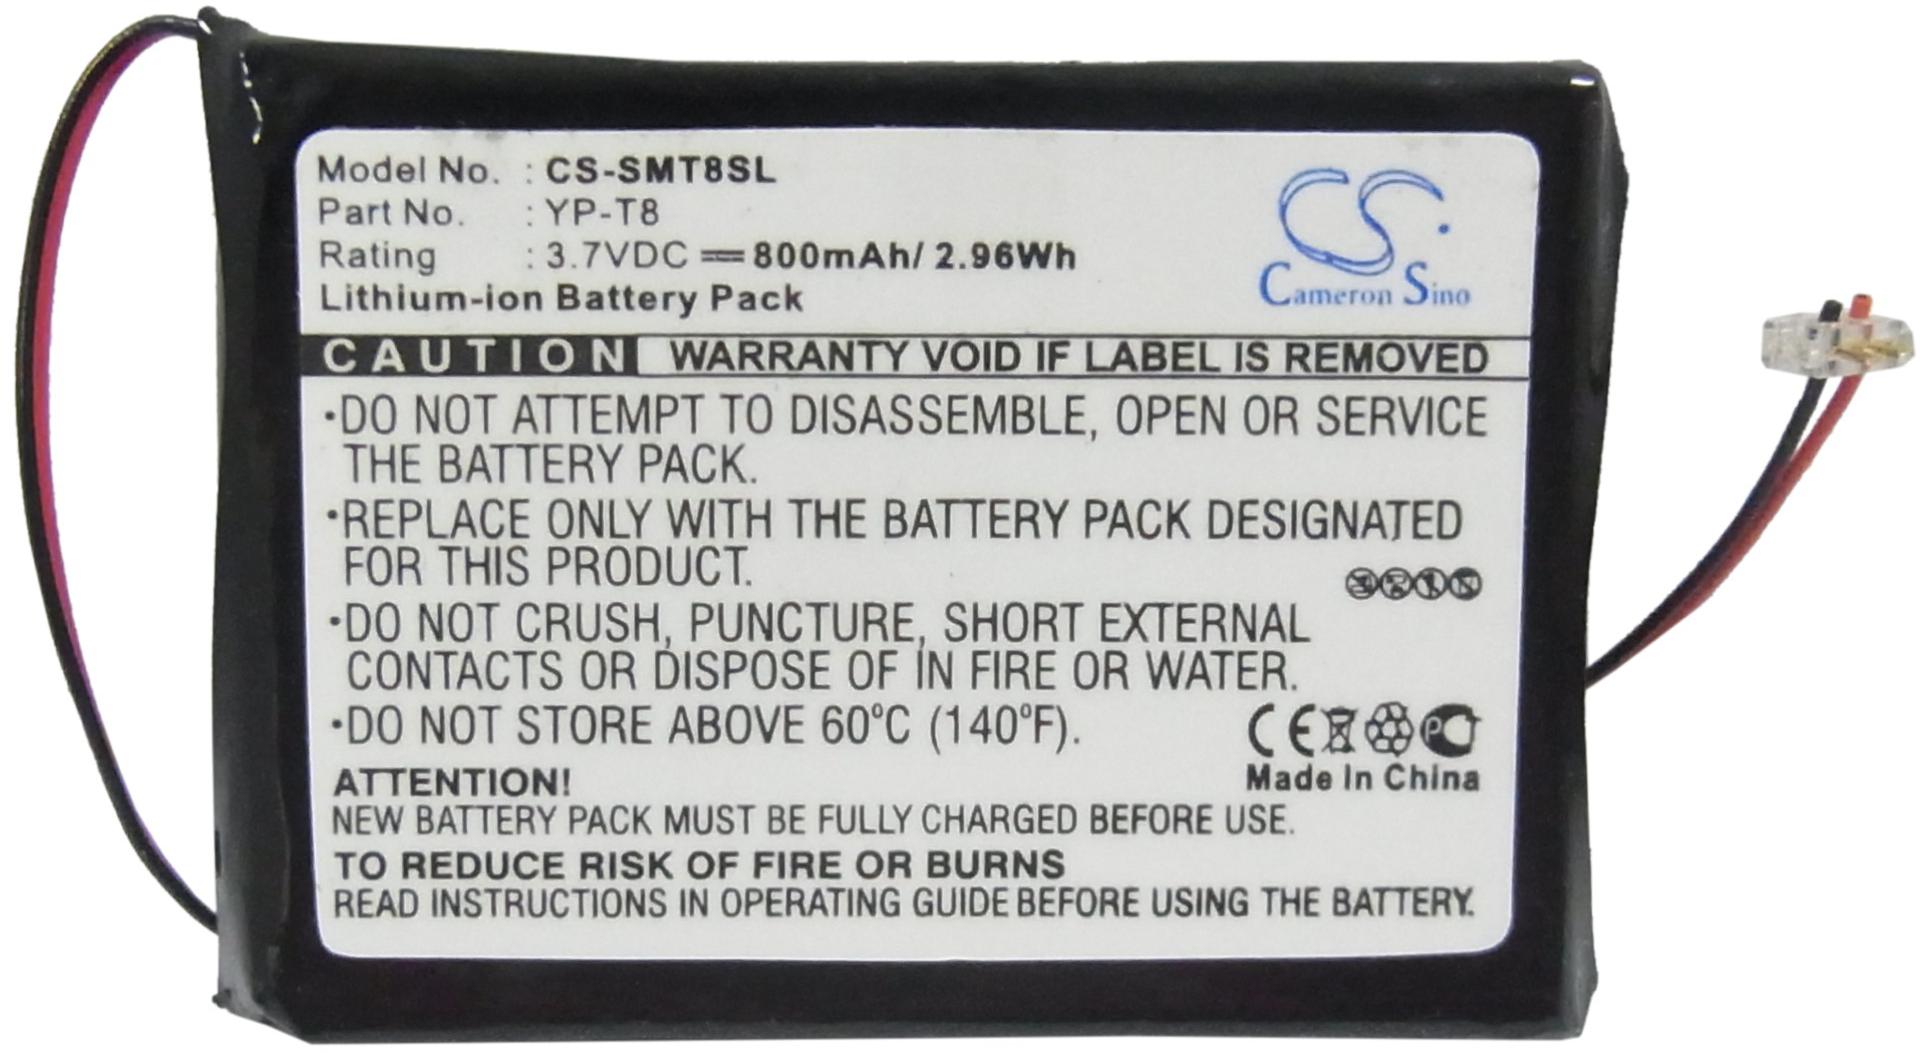 Model No. : CS-SMT8SL
Part No. : YP-T8
Rating : 3.7VDC ⎓ 800mAh/ 2.96Wh
Lithium-ion Battery Pack
CS
Cameron Sino
CAUTION WARRANTY VOID IF LABEL IS REMOVED
·DO NOT ATTEMPT TO DISASSEMBLE, OPEN OR SERVICE
THE BATTERY PACK.
·REPLACE ONLY WITH THE BATTERY PACK DESIGNATED
FOR THIS PRODUCT.
·DO NOT CRUSH, PUNCTURE, SHORT EXTERNAL
CONTACTS OR DISPOSE OF IN FIRE OR WATER.
·DO NOT STORE ABOVE 60ºC (140ºF).
CE
Made In China
ATTENTION!
NEW BATTERY PACK MUST BE FULLY CHARGED BEFORE USE.
TO REDUCE RISK OF FIRE OR BURNS
READ INSTRUCTIONS IN OPERATING GUIDE BEFORE USING THE BATTERY.